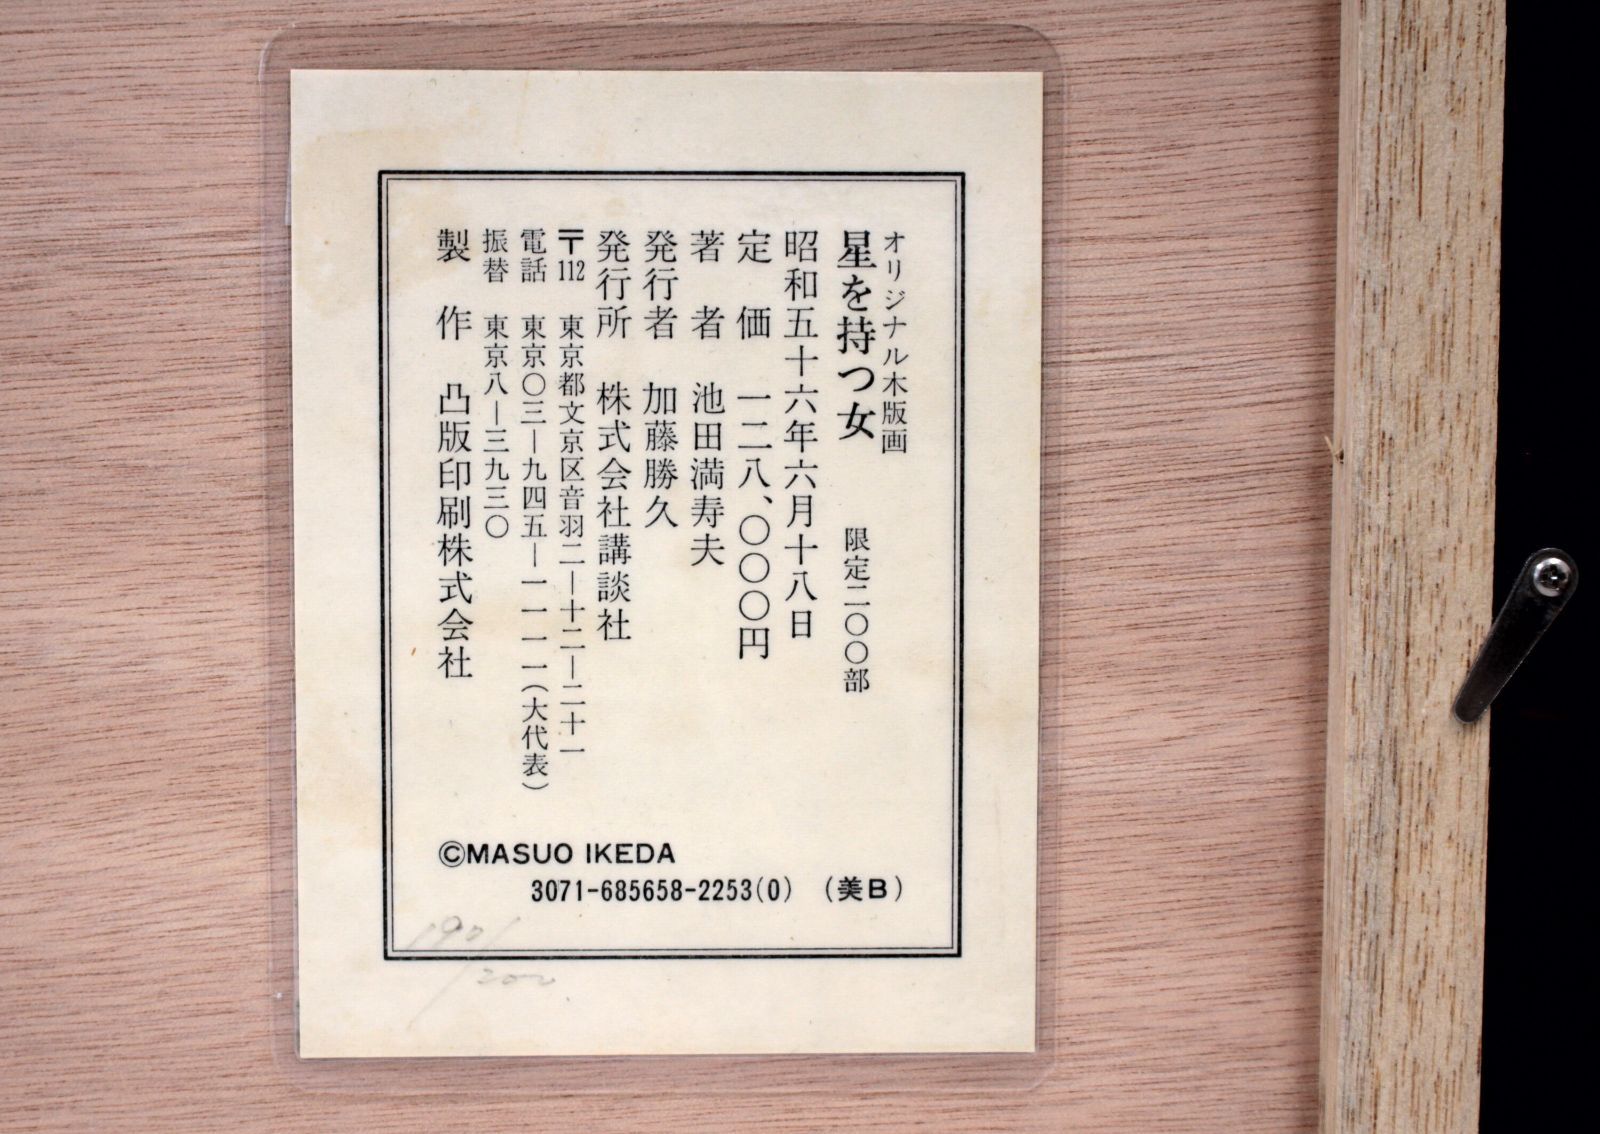 オリジナル木版画
星を持つ女　限定二〇〇部
昭和五十六年六月十八日
定価　一二八、〇〇〇円
著者　池田満寿夫
発行者　加藤勝久
発行所　株式会社講談社
〒112　東京都文京区音羽二―十二―二十一
電話　東京〇三―九四五―一一一一（大代表）
振替　東京八―三九三〇
製作　凸版印刷株式会社
©MASUO IKEDA
3071-685658-2253(0)　(美B)
190/200